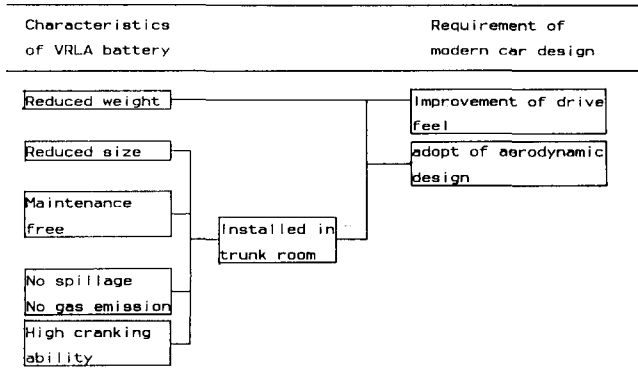 Characteristics
of VRLA battery
Requirement of
modern car design
Reduced weight
Improvement of drive
feel
Reduced size
adopt of aerodynamic
design
Maintenance
free
Installed in
trunk room
No spillage
No gas emission
High cranking
ability